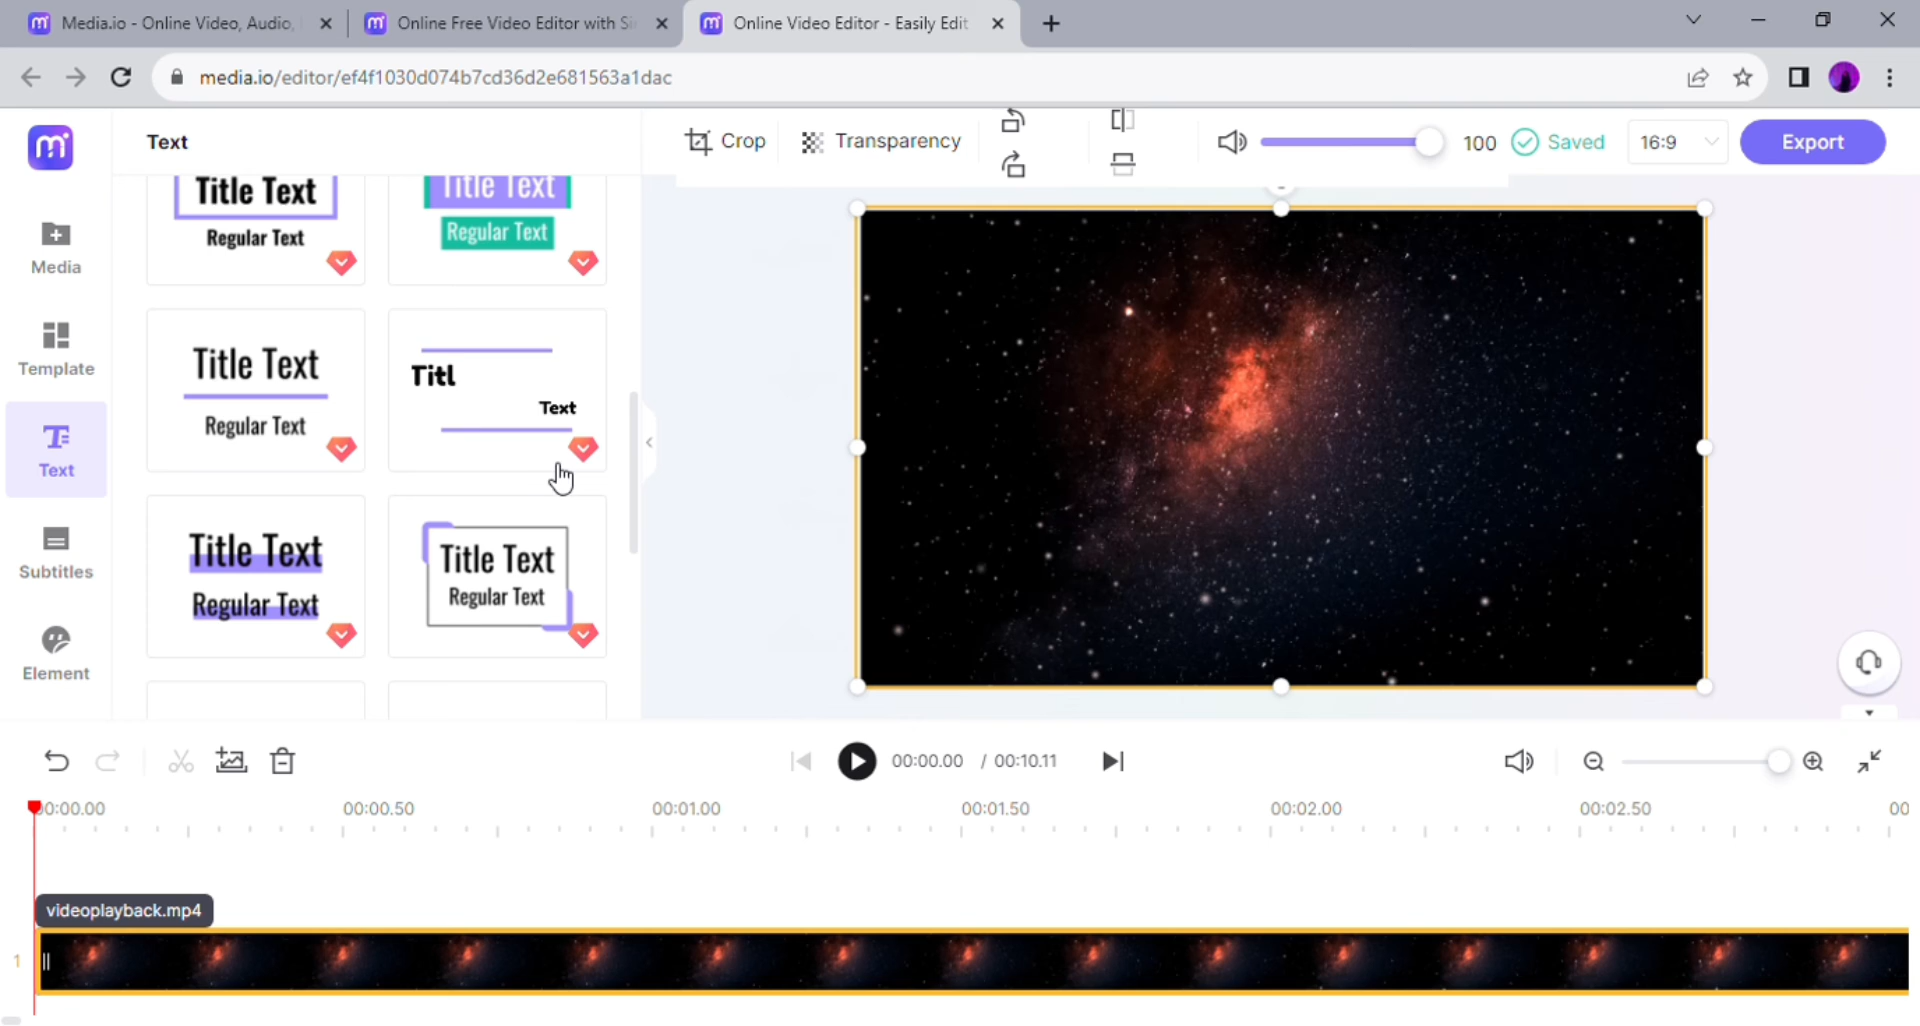 Media.io - Online Video, Audio,
Online Free Video Editor with Si
Online Video Editor - Easily Edit
media.io/editor/ef4f1030d074b7cd36d2e681563a1dac
Text
Crop
Transparency
100
Saved
16:9
Export
Media
Template
Text
Subtitles
Element
Title Text
Regular Text
Title Text
Regular Text
Title Text
Regular Text
Titl
Text
Title Text
Regular Text
Title Text
Regular Text
00:00.00 / 00:10.11
00:00.00
00:00.50
00:01.00
00:01.50
00:02.00
00:02.50
00
videoplayback.mp4
1